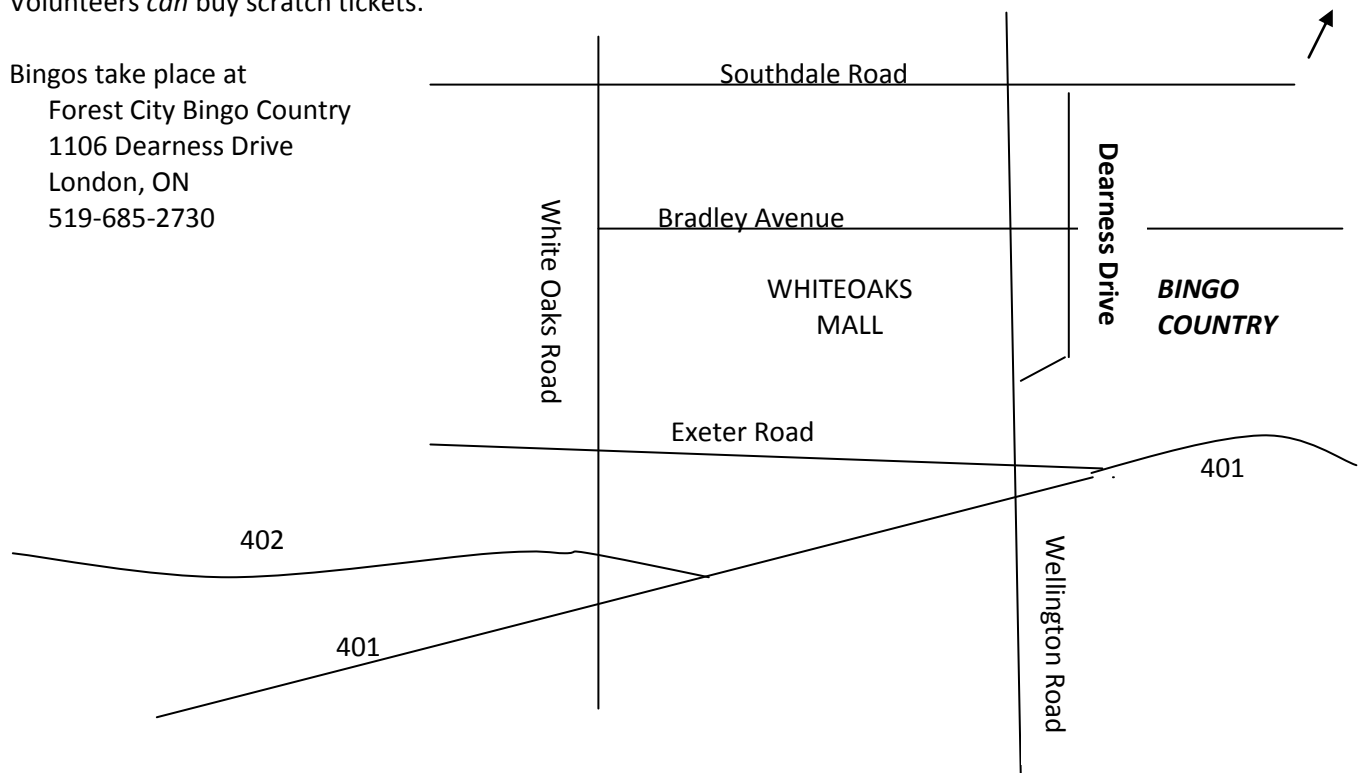 Volunteers can buy scratch tickets.
Bingos take place at
Forest City Bingo Country
1106 Dearness Drive
London, ON
519-685-2730
Southdale Road
Dearness Drive
White Oaks Road
Bradley Avenue
WHITEOAKS
MALL
BINGO
COUNTRY
Exeter Road
401
402
Wellington Road
401